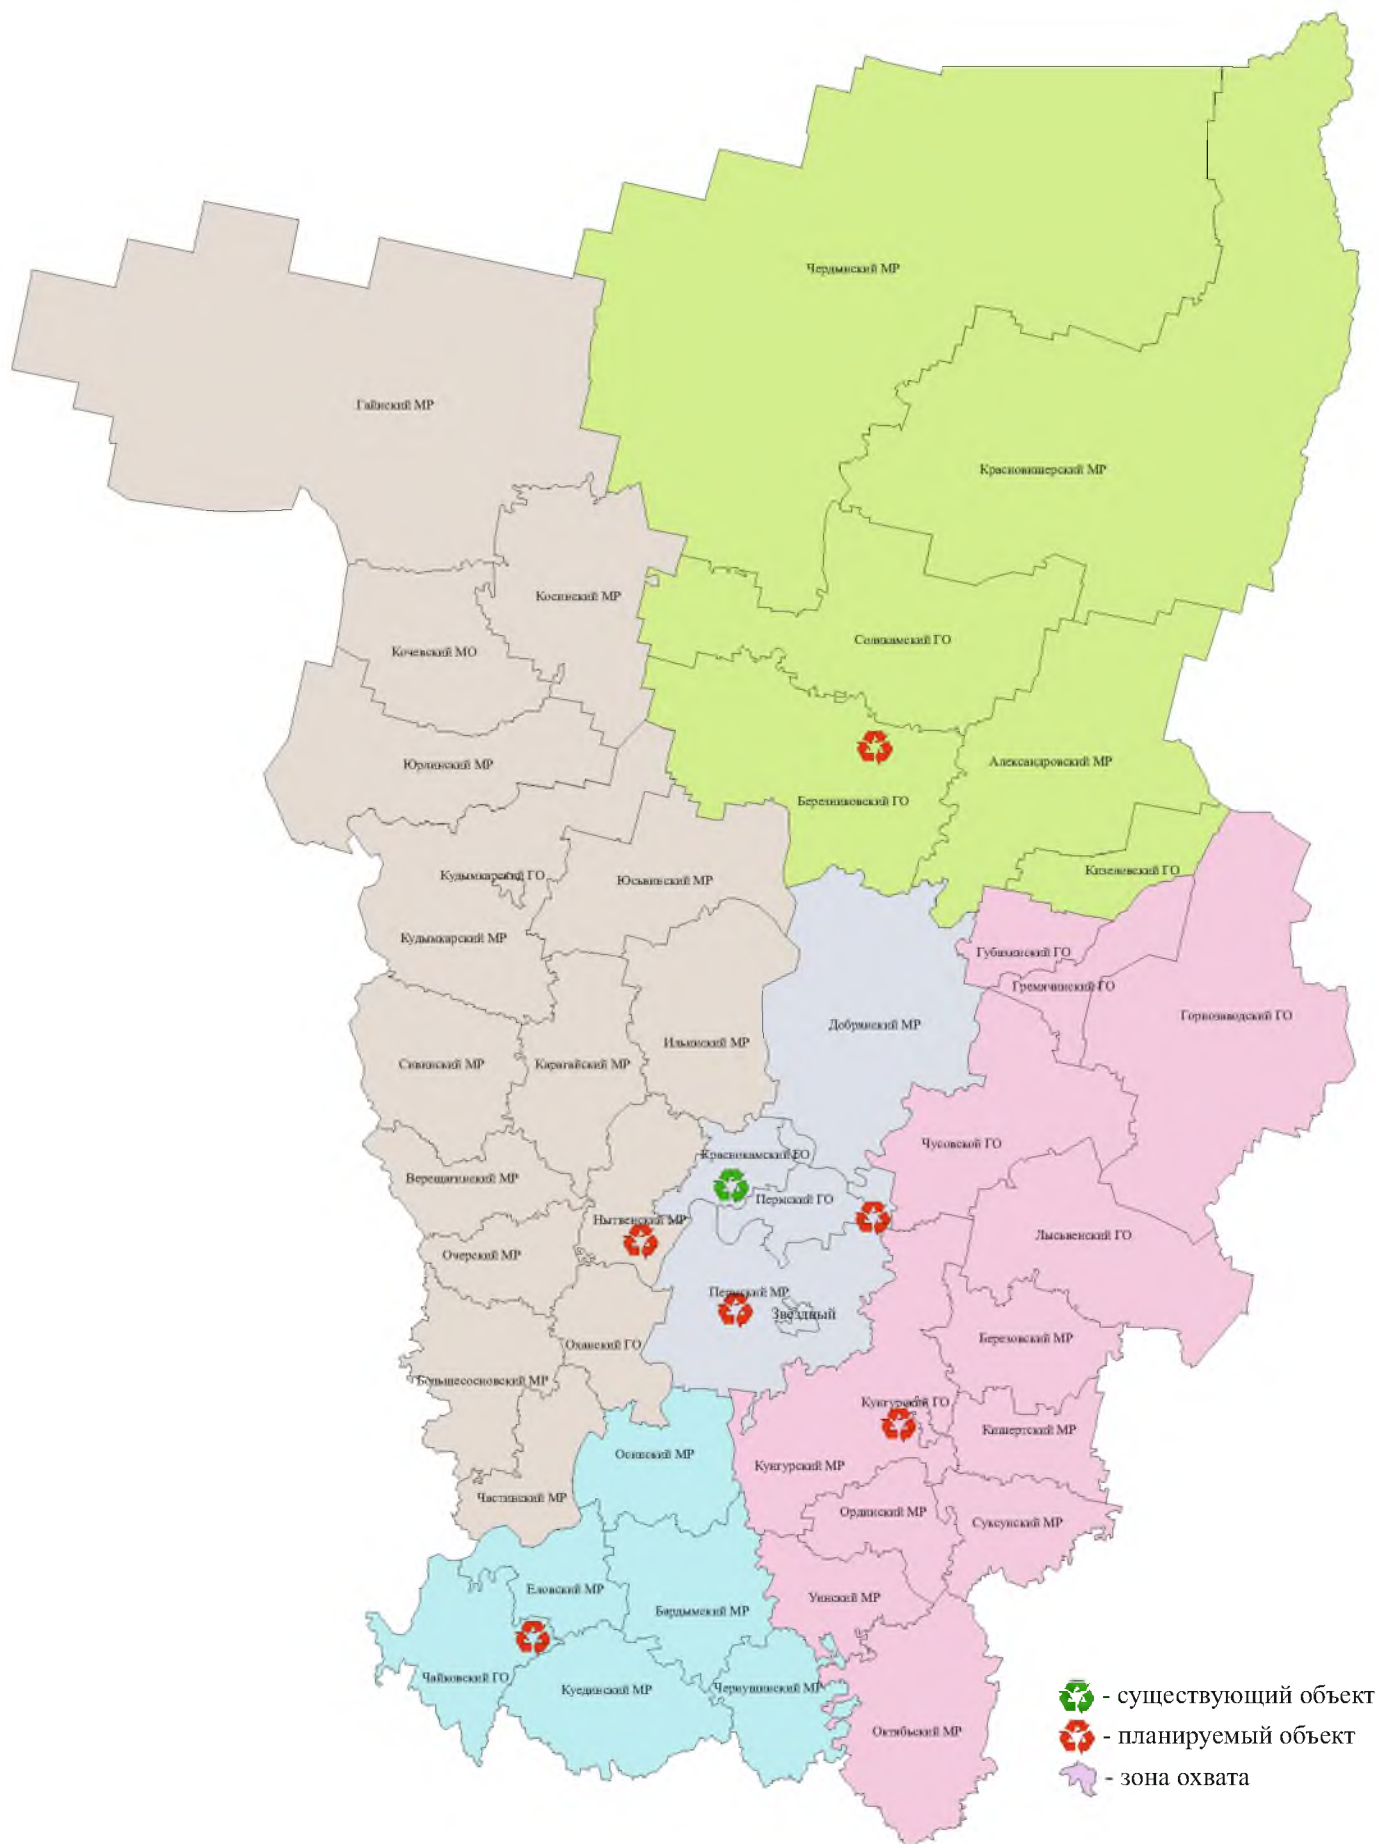 Чердынский МР
Гайнский МР
Красновишерский МР
Косинский МР
Соликамский ГО
Кочевский МО
Юрлинский МР
Александровский МР
Березниковский ГО
Кизеловский ГО
Кудымкарский ГО
Юсьвинский МР
Кудымкарский МР
Губахинский ГО
Гремячинский ГО
Горнозаводский ГО
Добрянский МР
Ильинский МР
Сивинский МР
Карагайский МР
Чусовской ГО
Краснокамский ГО
Верещагинский МР
Пермский ГО
Нытвенский МР
Лысьвенский ГО
Очерский МР
Пермский МР
Звёздный
Березовский МР
Оханский ГО
Большесосновский МР
Кунгурский ГО
Кишертский МР
Осинский МР
Кунгурский МР
Частинский МР
Ординский МР
Суксунский МР
Еловский МР
Уинский МР
Бардымский МР
Чайковский ГО
Куединский МР
Чернушинский МР
Октябьский МР
- существующий объект
- планируемый объект
- зона охвата